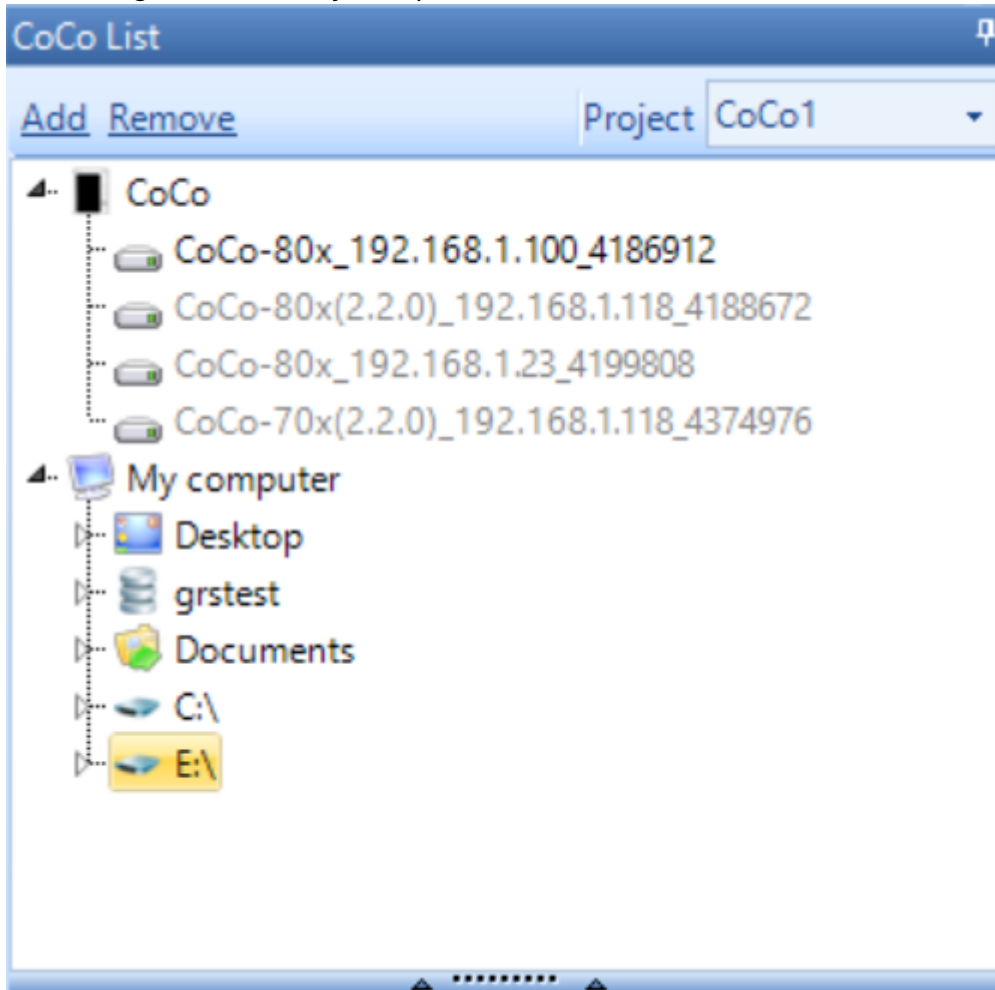 CoCo List
Add Remove Project CoCo1
CoCo
CoCo-80x_192.168.1.100_4186912
CoCo-80x(2.2.0)_192.168.1.118_4188672
CoCo-80x_192.168.1.23_4199808
CoCo-70x(2.2.0)_192.168.1.118_4374976
My computer
Desktop
grstest
Documents
C:\
E:\